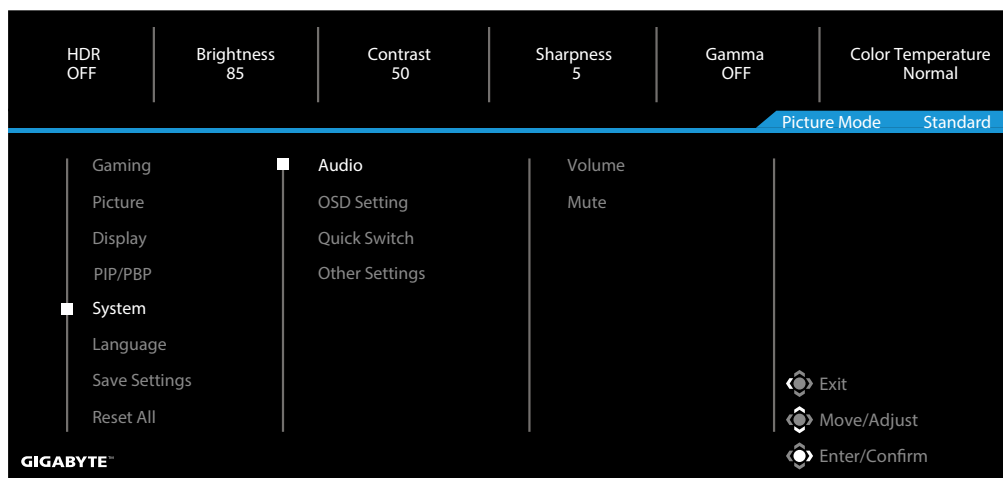 HDR
OFF
Brightness
85
Contrast
50
Sharpness
5
Gamma
OFF
Color Temperature
Normal
Picture Mode Standard
Gaming
Picture
Display
PIP/PBP
System
Language
Save Settings
Reset All
Audio
OSD Setting
Quick Switch
Other Settings
Volume
Mute
Exit
Move/Adjust
Enter/Confirm
GIGABYTE™